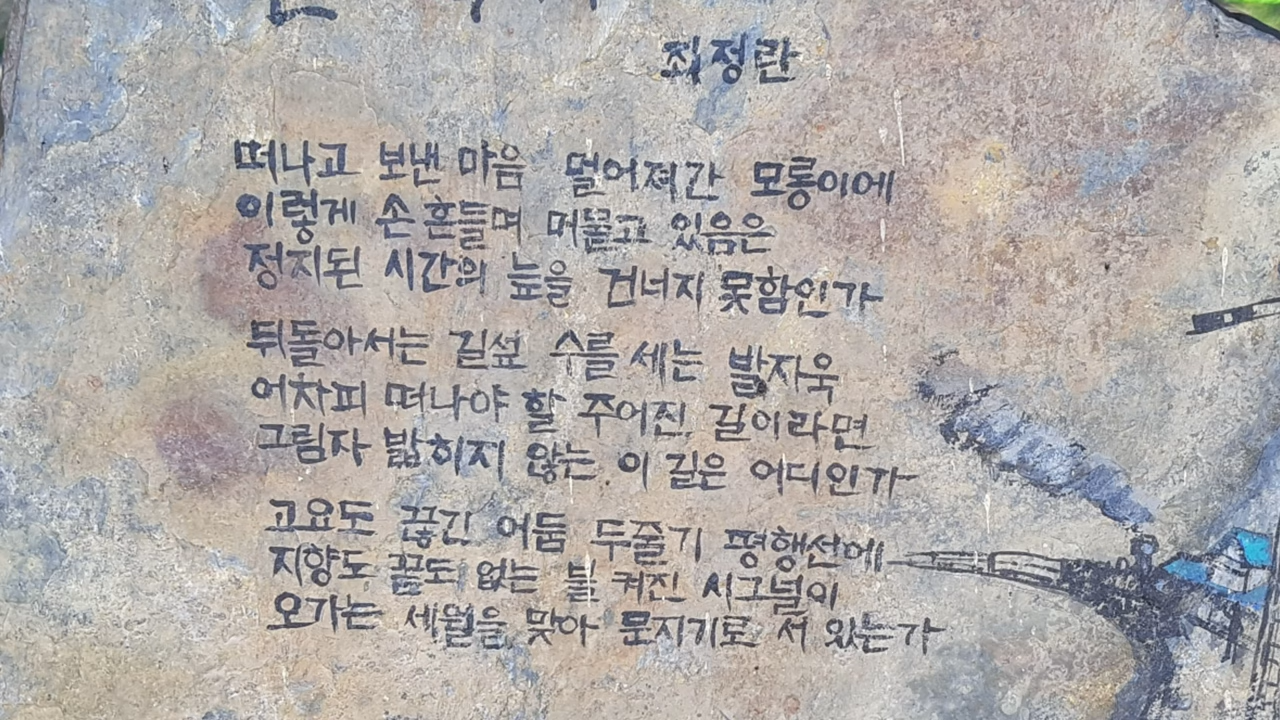 최정란
떠나고 보낸 마음 멀어져간 모롱이에
이렇게 손 흔들며 머물고 있음은
정지된 시간의 늪을 건너지 못함인가
뒤돌아서는 길섶 수를 세는 발자욱
어차피 떠나야 할 주어진 길이라면
그림자 밟히지 않는 이 길은 어디인가
고요도 끊긴 어둠 두줄기 평행선에
지향도 끝도 없는 불 켜진 시그널이
오가는 세월을 맞아 문지기로 서 있는가